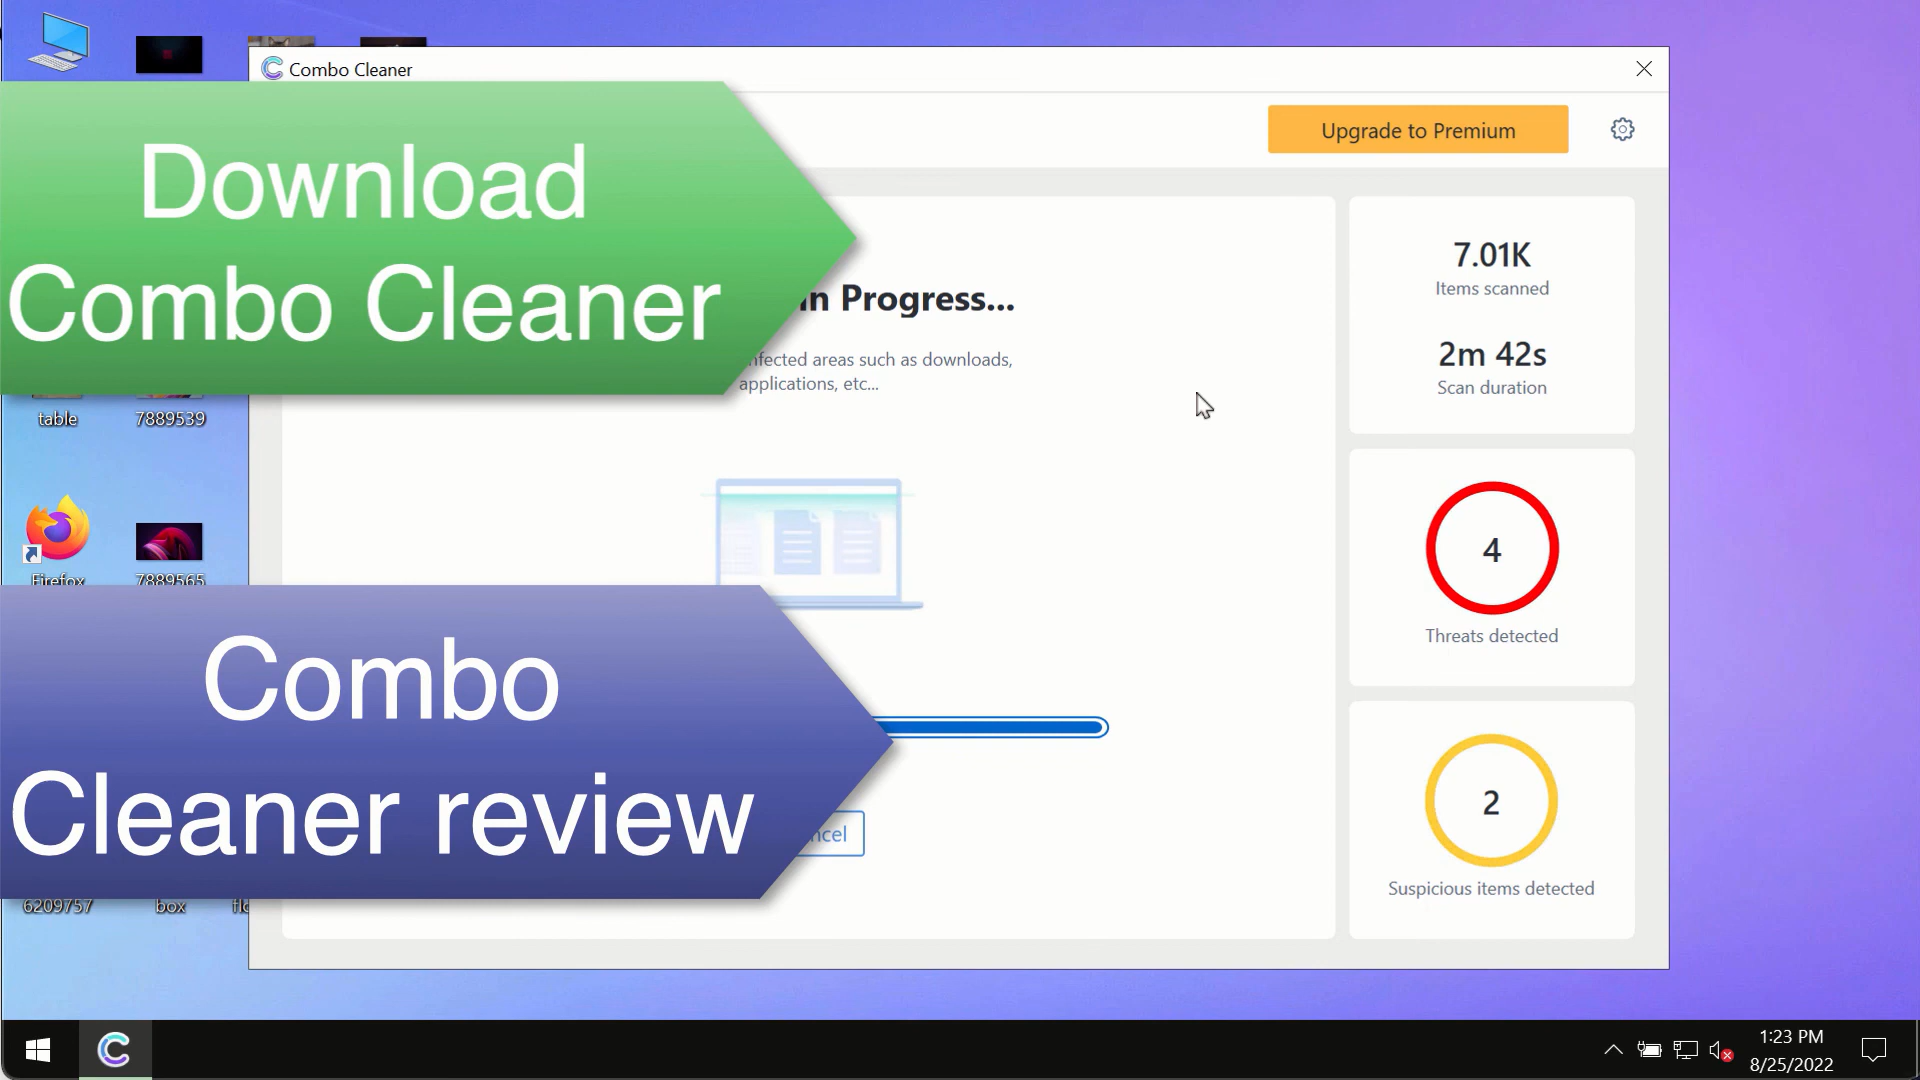 Combo Cleaner
Upgrade to Premium
Download
Combo Cleaner
in Progress...
infected areas such as downloads,
applications, etc...
7.01K
Items scanned
2m 42s
Scan duration
table
7889539
4
Threats detected
Firefox
7889565
Combo
Cleaner review
2
Suspicious items detected
6209757
box
1:23 PM
8/25/2022